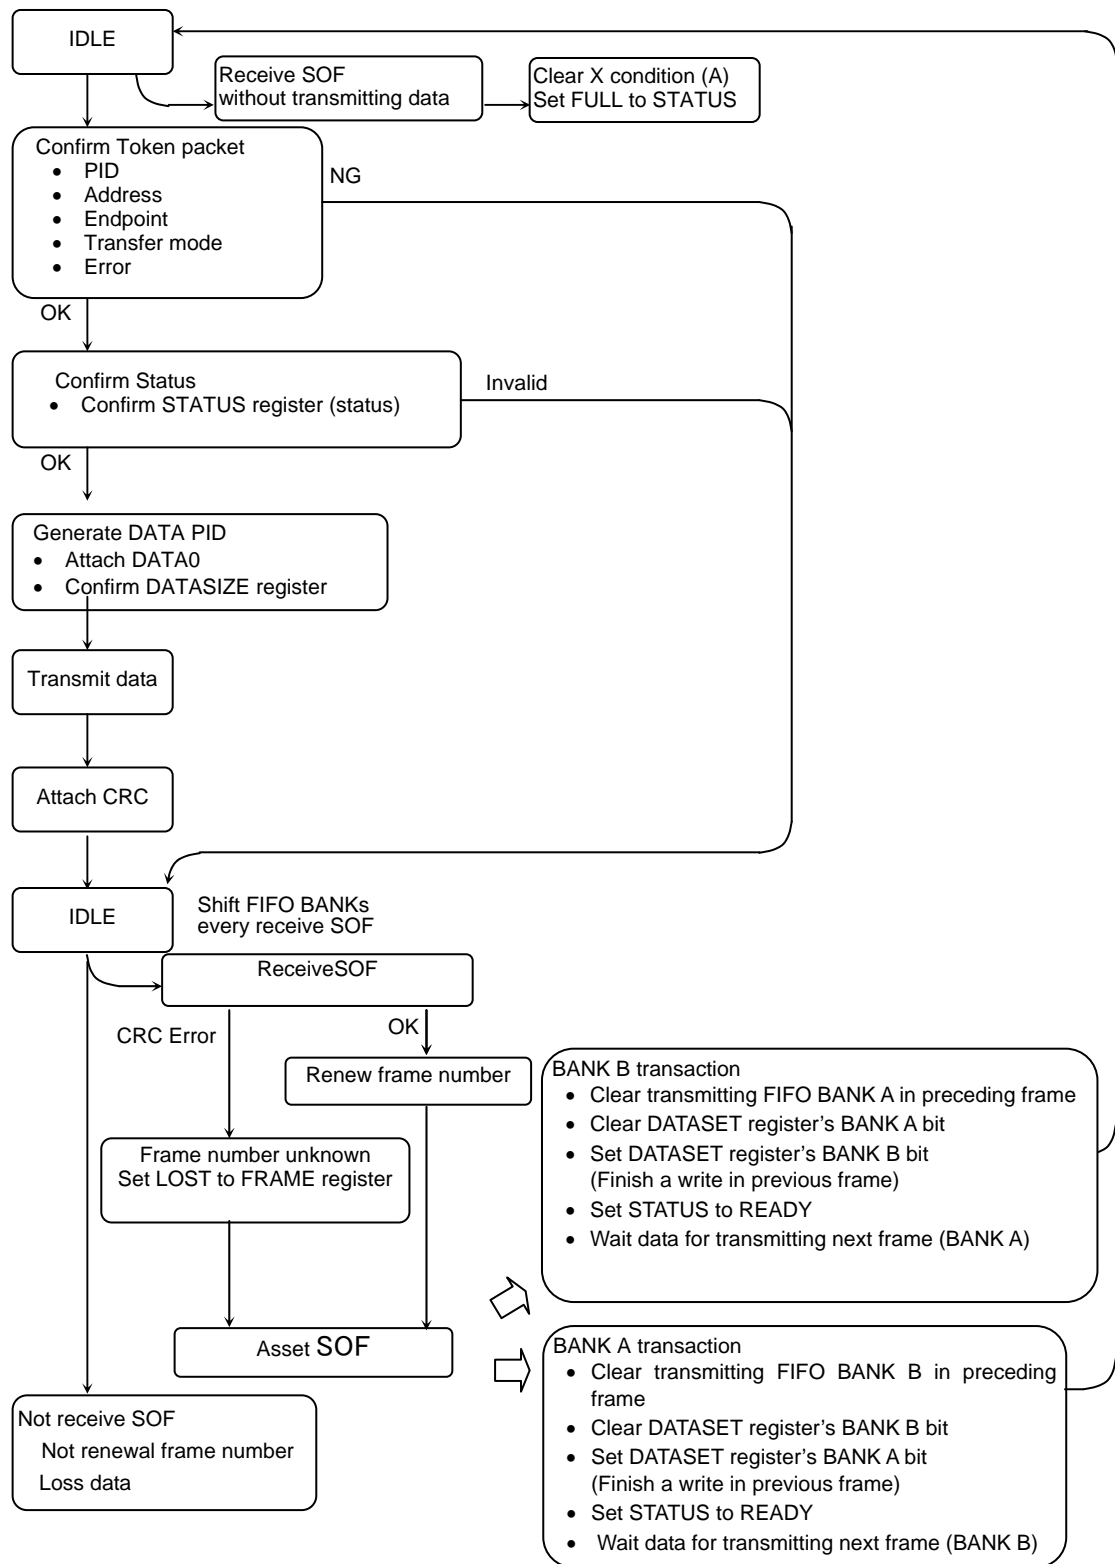 IDLE
Receive SOF
without transmitting data
Clear X condition (A)
Set FULL to STATUS
Confirm Token packet
• PID
• Address
• Endpoint
• Transfer mode
• Error
NG
OK
Confirm Status
• Confirm STATUS register (status)
Invalid
OK
Generate DATA PID
• Attach DATA0
• Confirm DATASIZE register
Transmit data
Attach CRC
IDLE
Shift FIFO BANKs
every receive SOF
ReceiveSOF
CRC Error
OK
Renew frame number
Frame number unknown
Set LOST to FRAME register
Asset SOF
BANK B transaction
• Clear transmitting FIFO BANK A in preceding frame
• Clear DATASET register's BANK A bit
• Set DATASET register's BANK B bit
(Finish a write in previous frame)
• Set STATUS to READY
• Wait data for transmitting next frame (BANK A)
BANK A transaction
• Clear transmitting FIFO BANK B in preceding
frame
• Clear DATASET register's BANK B bit
• Set DATASET register's BANK A bit
(Finish a write in previous frame)
• Set STATUS to READY
• Wait data for transmitting next frame (BANK B)
Not receive SOF
Not renewal frame number
Loss data